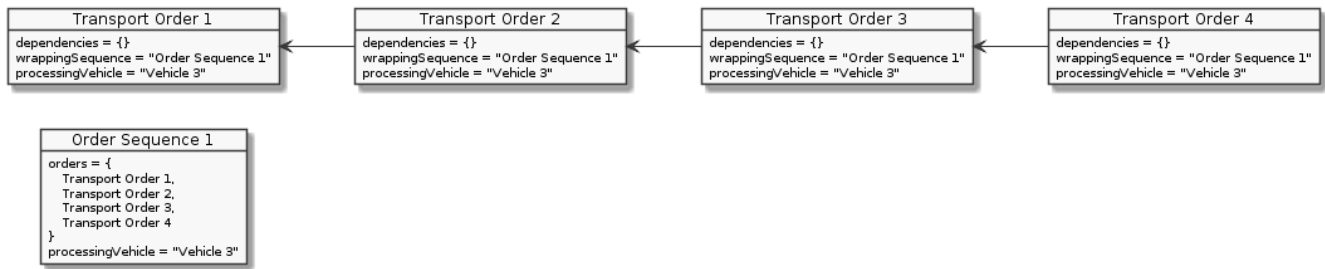 Transport Order 1
dependencies = {}
wrappingSequence = "Order Sequence 1"
processingVehicle = "Vehicle 3"
Transport Order 2
dependencies = {}
wrappingSequence = "Order Sequence 1"
processingVehicle = "Vehicle 3"
Transport Order 3
dependencies = {}
wrappingSequence = "Order Sequence 1"
processingVehicle = "Vehicle 3"
Transport Order 4
dependencies = {}
wrappingSequence = "Order Sequence 1"
processingVehicle = "Vehicle 3"
Order Sequence 1
orders = {
Transport Order 1,
Transport Order 2,
Transport Order 3,
Transport Order 4
}
processingVehicle = "Vehicle 3"